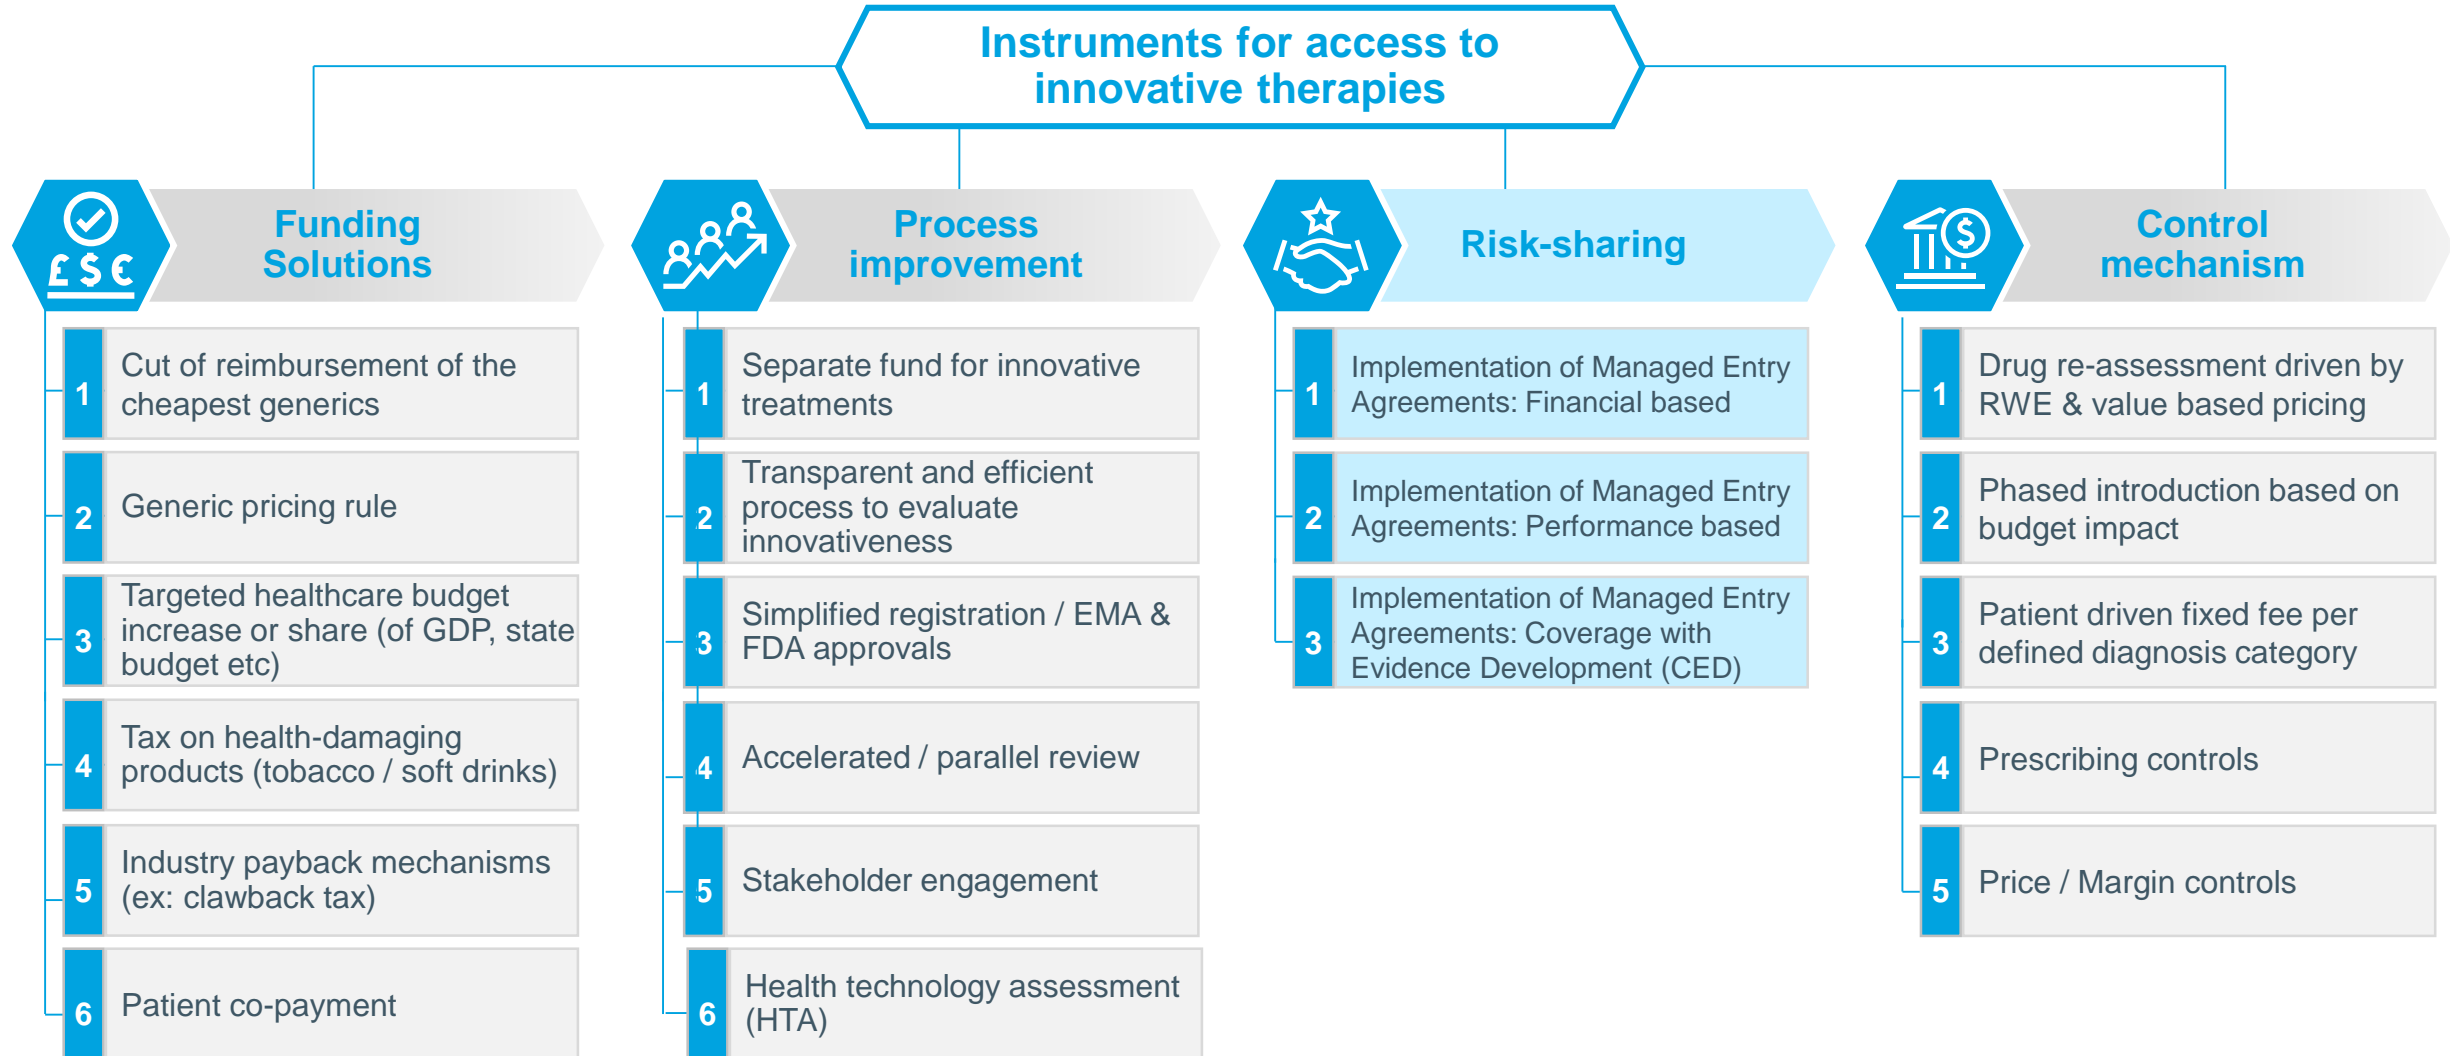 Instruments for access to
innovative therapies
£ $ €
Funding
Solutions
1
Cut of reimbursement of the
cheapest generics
2
Generic pricing rule
3
Targeted healthcare budget
increase or share (of GDP, state
budget etc)
4
Tax on health-damaging
products (tobacco / soft drinks)
5
Industry payback mechanisms
(ex: clawback tax)
6
Patient co-payment
Process
improvement
1
Separate fund for innovative
treatments
2
Transparent and efficient
process to evaluate
innovativeness
3
Simplified registration / EMA &
FDA approvals
4
Accelerated / parallel review
5
Stakeholder engagement
6
Health technology assessment
(HTA)
Risk-sharing
1
Implementation of Managed Entry
Agreements: Financial based
2
Implementation of Managed Entry
Agreements: Performance based
3
Implementation of Managed Entry
Agreements: Coverage with
Evidence Development (CED)
$
Control
mechanism
1
Drug re-assessment driven by
RWE & value based pricing
2
Phased introduction based on
budget impact
3
Patient driven fixed fee per
defined diagnosis category
4
Prescribing controls
5
Price / Margin controls